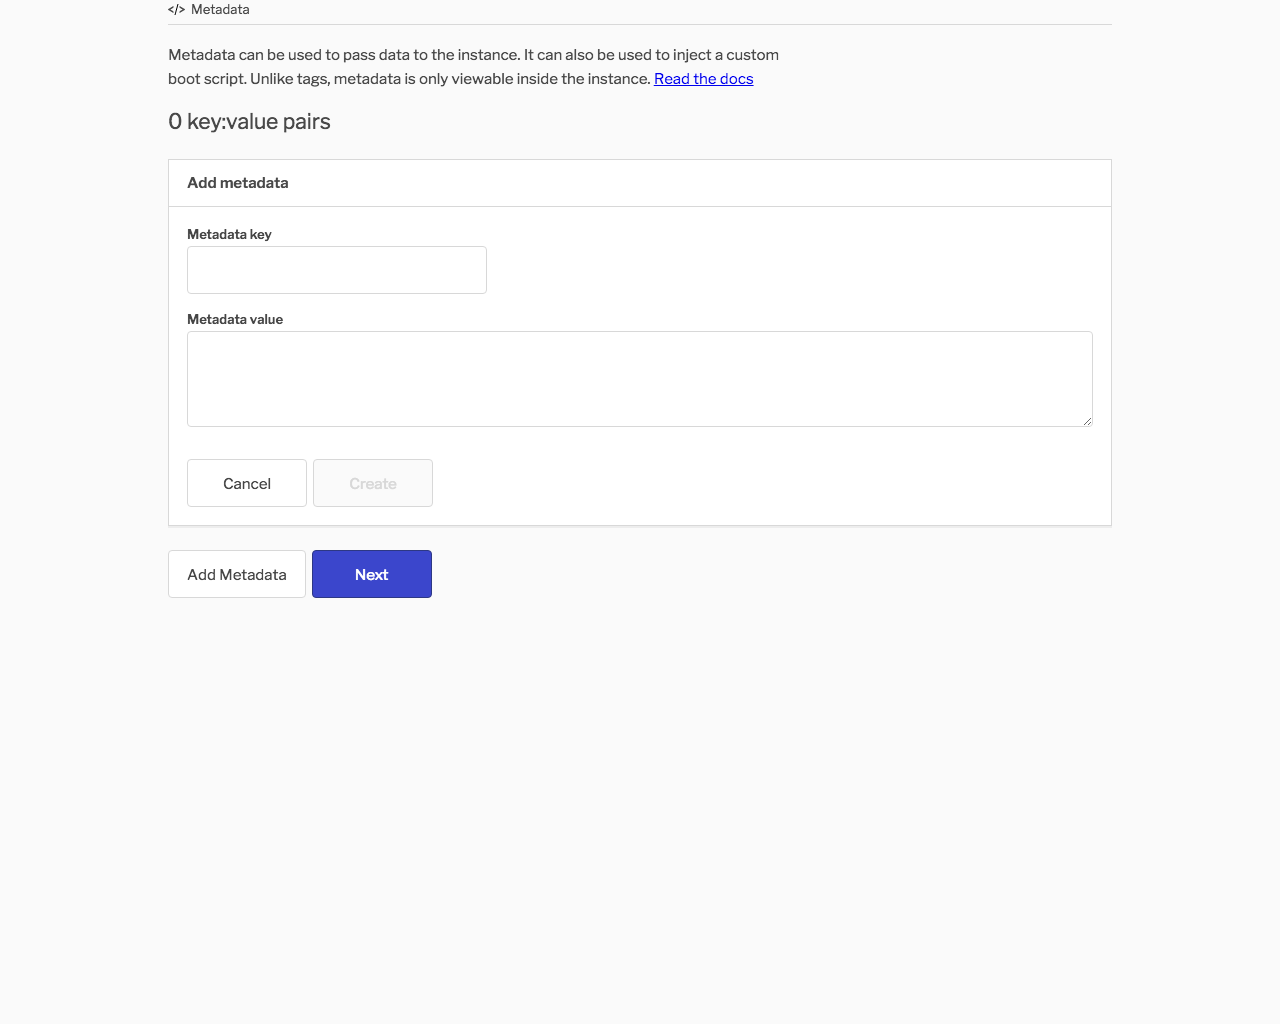 </> Metadata
Metadata can be used to pass data to the instance. It can also be used to inject a custom
boot script. Unlike tags, metadata is only viewable inside the instance. Read the docs
0 key:value pairs
Add metadata
Metadata key
Metadata value
Cancel Create
Add Metadata Next